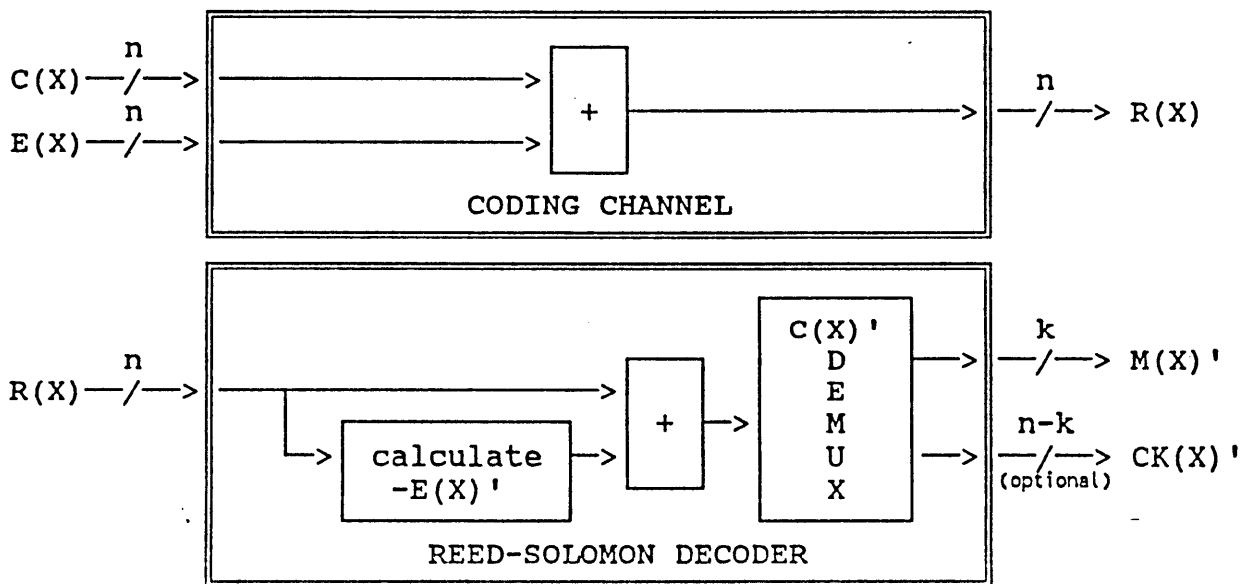 n
C(X)—/—>
n
E(X)—/—>
+
n
—/—> R(X)
CODING CHANNEL
n
R(X)—/—>
calculate
-E(X)'
+
C(X)'
D
E
M
U
X
k
—/—> M(X)'
n-k
—/—> CK(X)'
(optional)
REED-SOLOMON DECODER